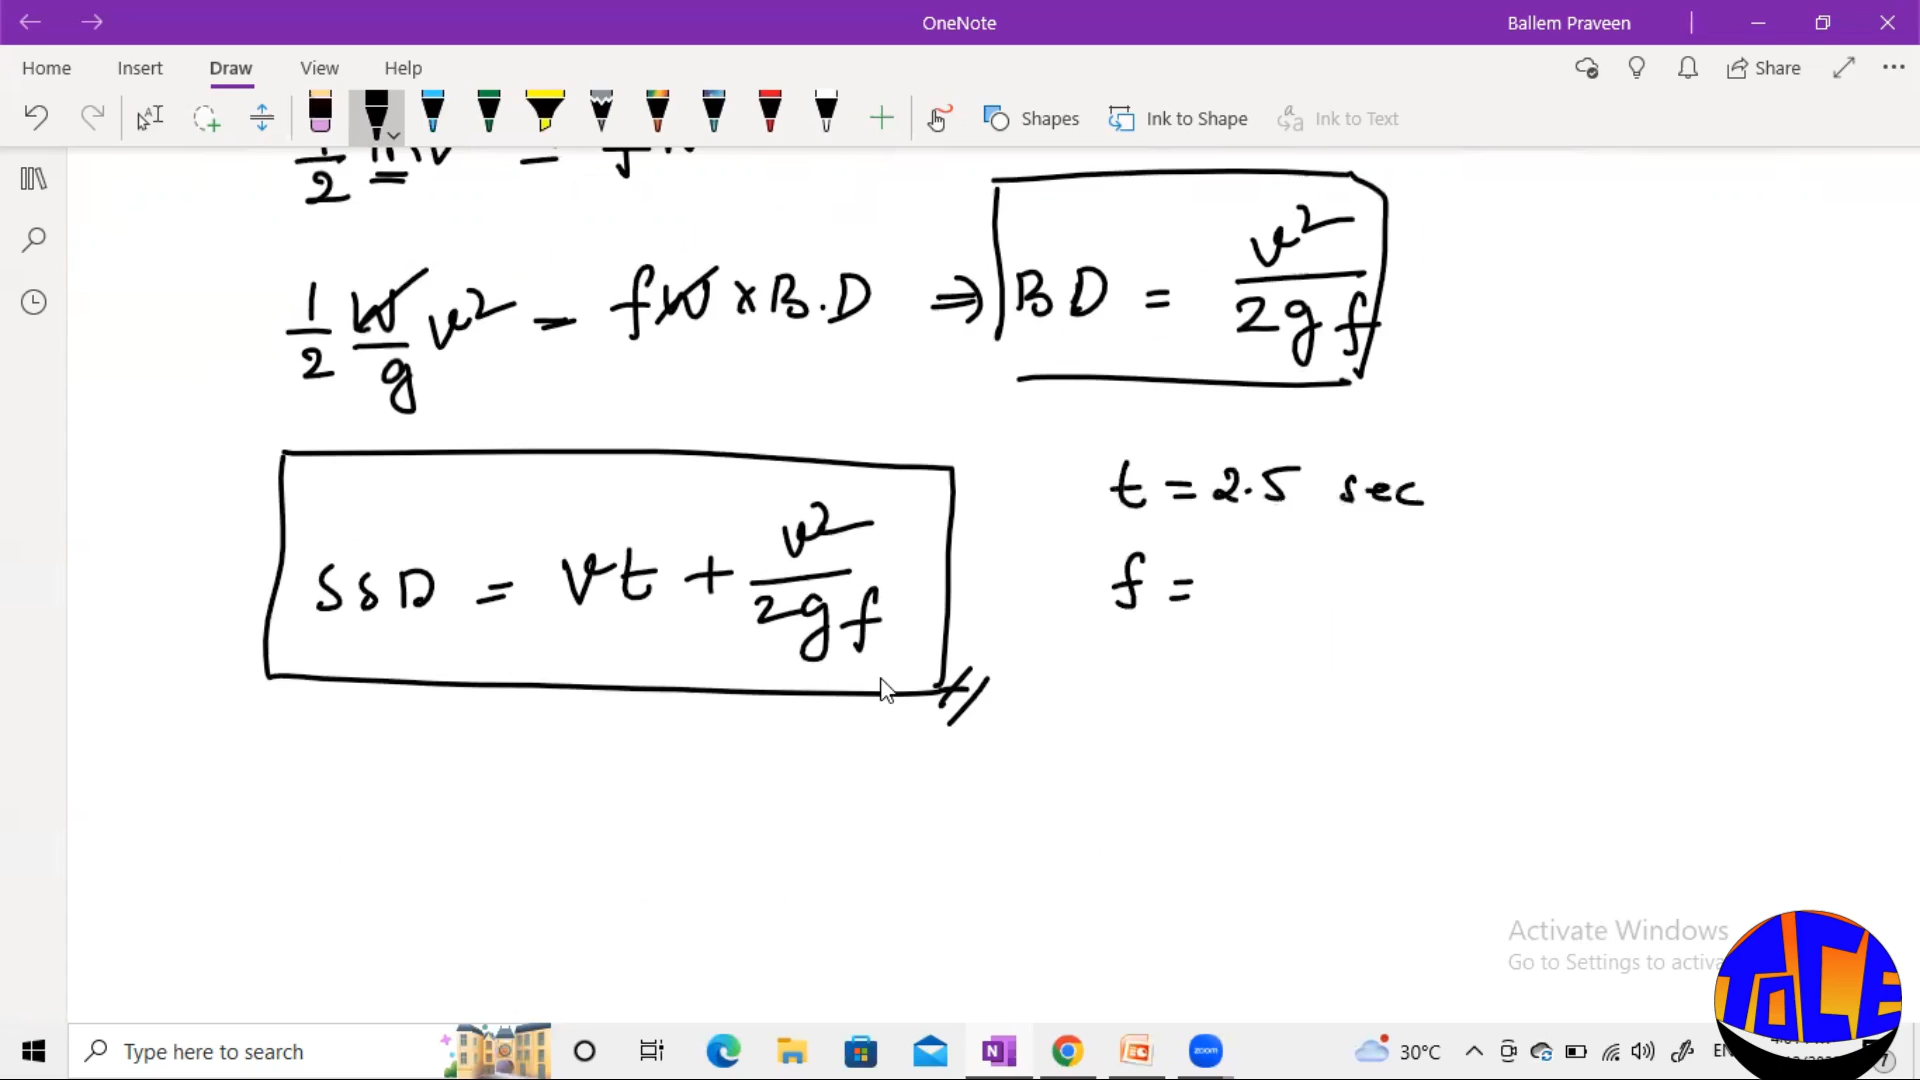 OneNote
Ballem Praveen
Home Insert Draw View Help
Share
Shapes Ink to Shape Ink to Text
1/2 W/g v² = fW × B.D ⇒ BD = v²/2gf
SSD = vt + v²/2gf
t = 2.5 sec
f =
Activate Windows
Go to Settings to activa
Type here to search
zoom
30°C